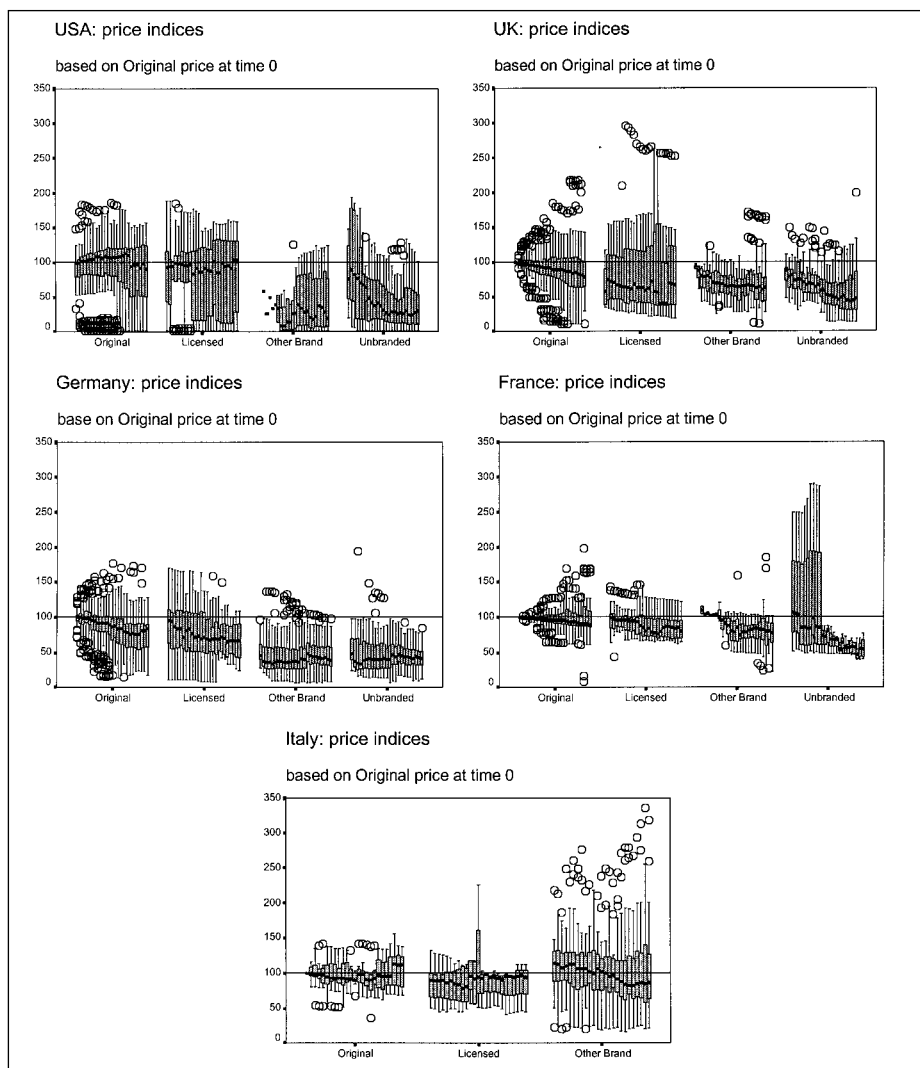 USA: price indices
based on Original price at time 0
350
300
250
200
150
100
50
0
Original Licensed Other Brand Unbranded
UK: price indices
based on Original price at time 0
350
300
250
200
150
100
50
0
Original Licensed Other Brand Unbranded
Germany: price indices
base on Original price at time 0
350
300
250
200
150
100
50
0
Original Licensed Other Brand Unbranded
France: price indices
based on Original price at time 0
350
300
250
200
150
100
50
0
Original Licensed Other Brand Unbranded
Italy: price indices
based on Original price at time 0
350
300
250
200
150
100
50
0
Original Licensed Other Brand